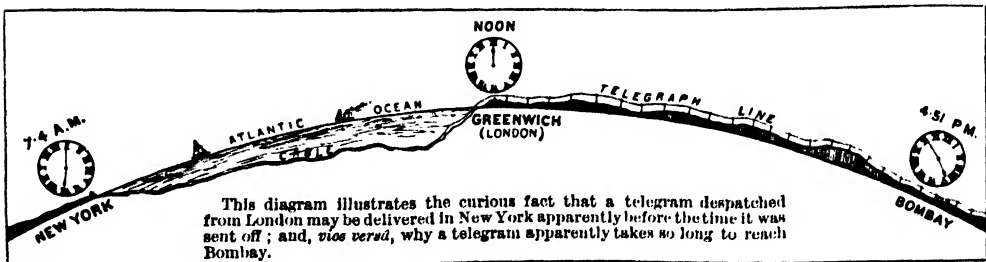 NOON
7·4 A.M.
ATLANTIC OCEAN
CABLE
GREENWICH
(LONDON)
TELEGRAPH LINE
4·51 P.M.
NEW YORK
BOMBAY
This diagram illustrates the curious fact that a telegram despatched
from London may be delivered in New York apparently before the time it was
sent off; and, vice versâ, why a telegram apparently takes so long to reach
Bombay.